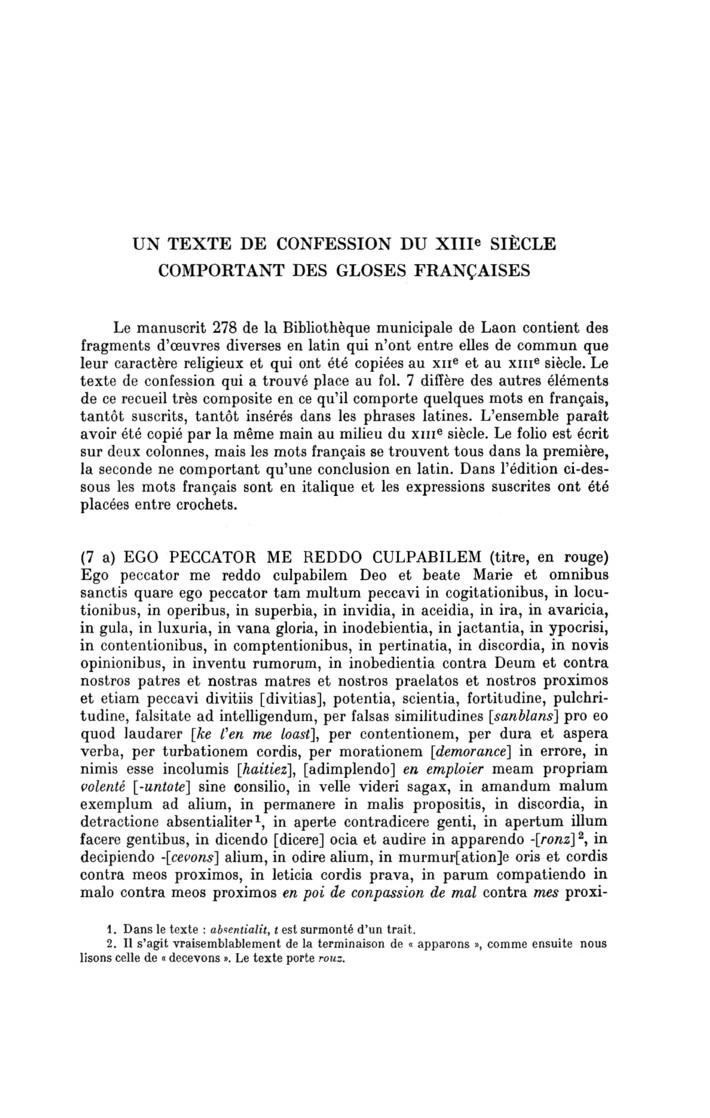 UN TEXTE DE CONFESSION DU XIIIe SIÈCLE
COMPORTANT DES GLOSES FRANÇAISES
Le manuscrit 278 de la Bibliothèque municipale de Laon contient des
fragments d'œuvres diverses en latin qui n'ont entre elles de commun que
leur caractère religieux et qui ont été copiées au XIIe et au XIIIe siècle. Le
texte de confession qui a trouvé place au fol. 7 diffère des autres éléments
de ce recueil très composite en ce qu'il comporte quelques mots en français,
tantôt suscrits, tantôt insérés dans les phrases latines. L'ensemble paraît
avoir été copié par la même main au milieu du XIIIe siècle. Le folio est écrit
sur deux colonnes, mais les mots français se trouvent tous dans la première,
la seconde ne comportant qu'une conclusion en latin. Dans l'édition ci-des-
sous les mots français sont en italique et les expressions suscrites ont été
placées entre crochets.
(7 a) EGO PECCATOR ME REDDO CULPABILEM (titre, en rouge)
Ego peccator me reddo culpabilem Deo et beate Marie et omnibus
sanctis quare ego peccator tam multum peccavi in cogitationibus, in locu-
tionibus, in operibus, in superbia, in invidia, in aceidia, in ira, in avaricia,
in gula, in luxuria, in vana gloria, in inodebientia, in jactantia, in ypocrisi,
in contentionibus, in comptentionibus, in pertinatia, in discordia, in novis
opinionibus, in inventu rumorum, in inobedientia contra Deum et contra
nostros patres et nostras matres et nostros praelatos et nostros proximos
et etiam peccavi divitiis [divitias], potentia, scientia, fortitudine, pulchri-
tudine, falsitate ad intelligendum, per falsas similitudines [sanblans] pro eo
quod laudarer [ke l'en me loast], per contentionem, per dura et aspera
verba, per turbationem cordis, per morationem [demorance] in errore, in
nimis esse incolumis [haitiez], [adimplendo] en emploier meam propriam
volenté [-untote] sine consilio, in velle videri sagax, in amandum malum
exemplum ad alium, in permanere in malis propositis, in discordia, in
detractione absentialiter1, in aperte contradicere genti, in apertum illum
facere gentibus, in dicendo [dicere] ocia et audire in apparendo -[ronz]2, in
decipiendo -[cevons] alium, in odire alium, in murmur[ation]e oris et cordis
contra meos proximos, in leticia cordis prava, in parum compatiendo in
malo contra meos proximos en poi de conpassion de mal contra mes proxi-
1. Dans le texte : absentialit, t est surmonté d'un trait.
2. Il s'agit vraisemblablement de la terminaison de « apparons », comme ensuite nous
lisons celle de « decevons ». Le texte porte rouz.